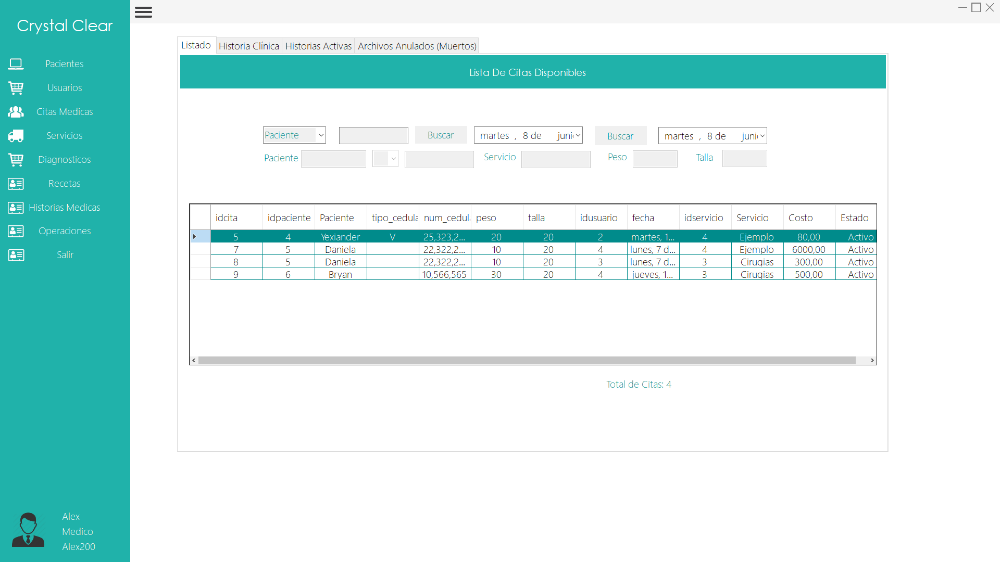 Crystal Clear
Pacientes
Usuarios
Citas Medicas
Servicios
Diagnosticos
Recetas
Historias Medicas
Operaciones
Salir
Alex
Medico
Alex200
Listado Historia Clínica Historias Activas Archivos Anulados (Muertos)
Lista De Citas Disponibles
Paciente Buscar martes , 8 de juni Buscar martes , 8 de juni
Paciente Servicio Peso Talla
idcita idpaciente Paciente tipo_cedula num_cedula peso talla idusuario fecha idservicio Servicio Costo Estado
5 4 Yexiander V 25,323,2... 20 20 2 martes, 1... 4 Ejemplo 80,00 Activo
7 5 Daniela 22,322,2... 10 20 4 lunes, 7 d... 4 Ejemplo 6000,00 Activo
8 5 Daniela 22,322,2... 10 20 3 lunes, 7 d... 3 Cirugias 300,00 Activo
9 6 Bryan 10,566,565 30 20 4 jueves, 1... 3 Cirugias 500,00 Activo
Total de Citas: 4